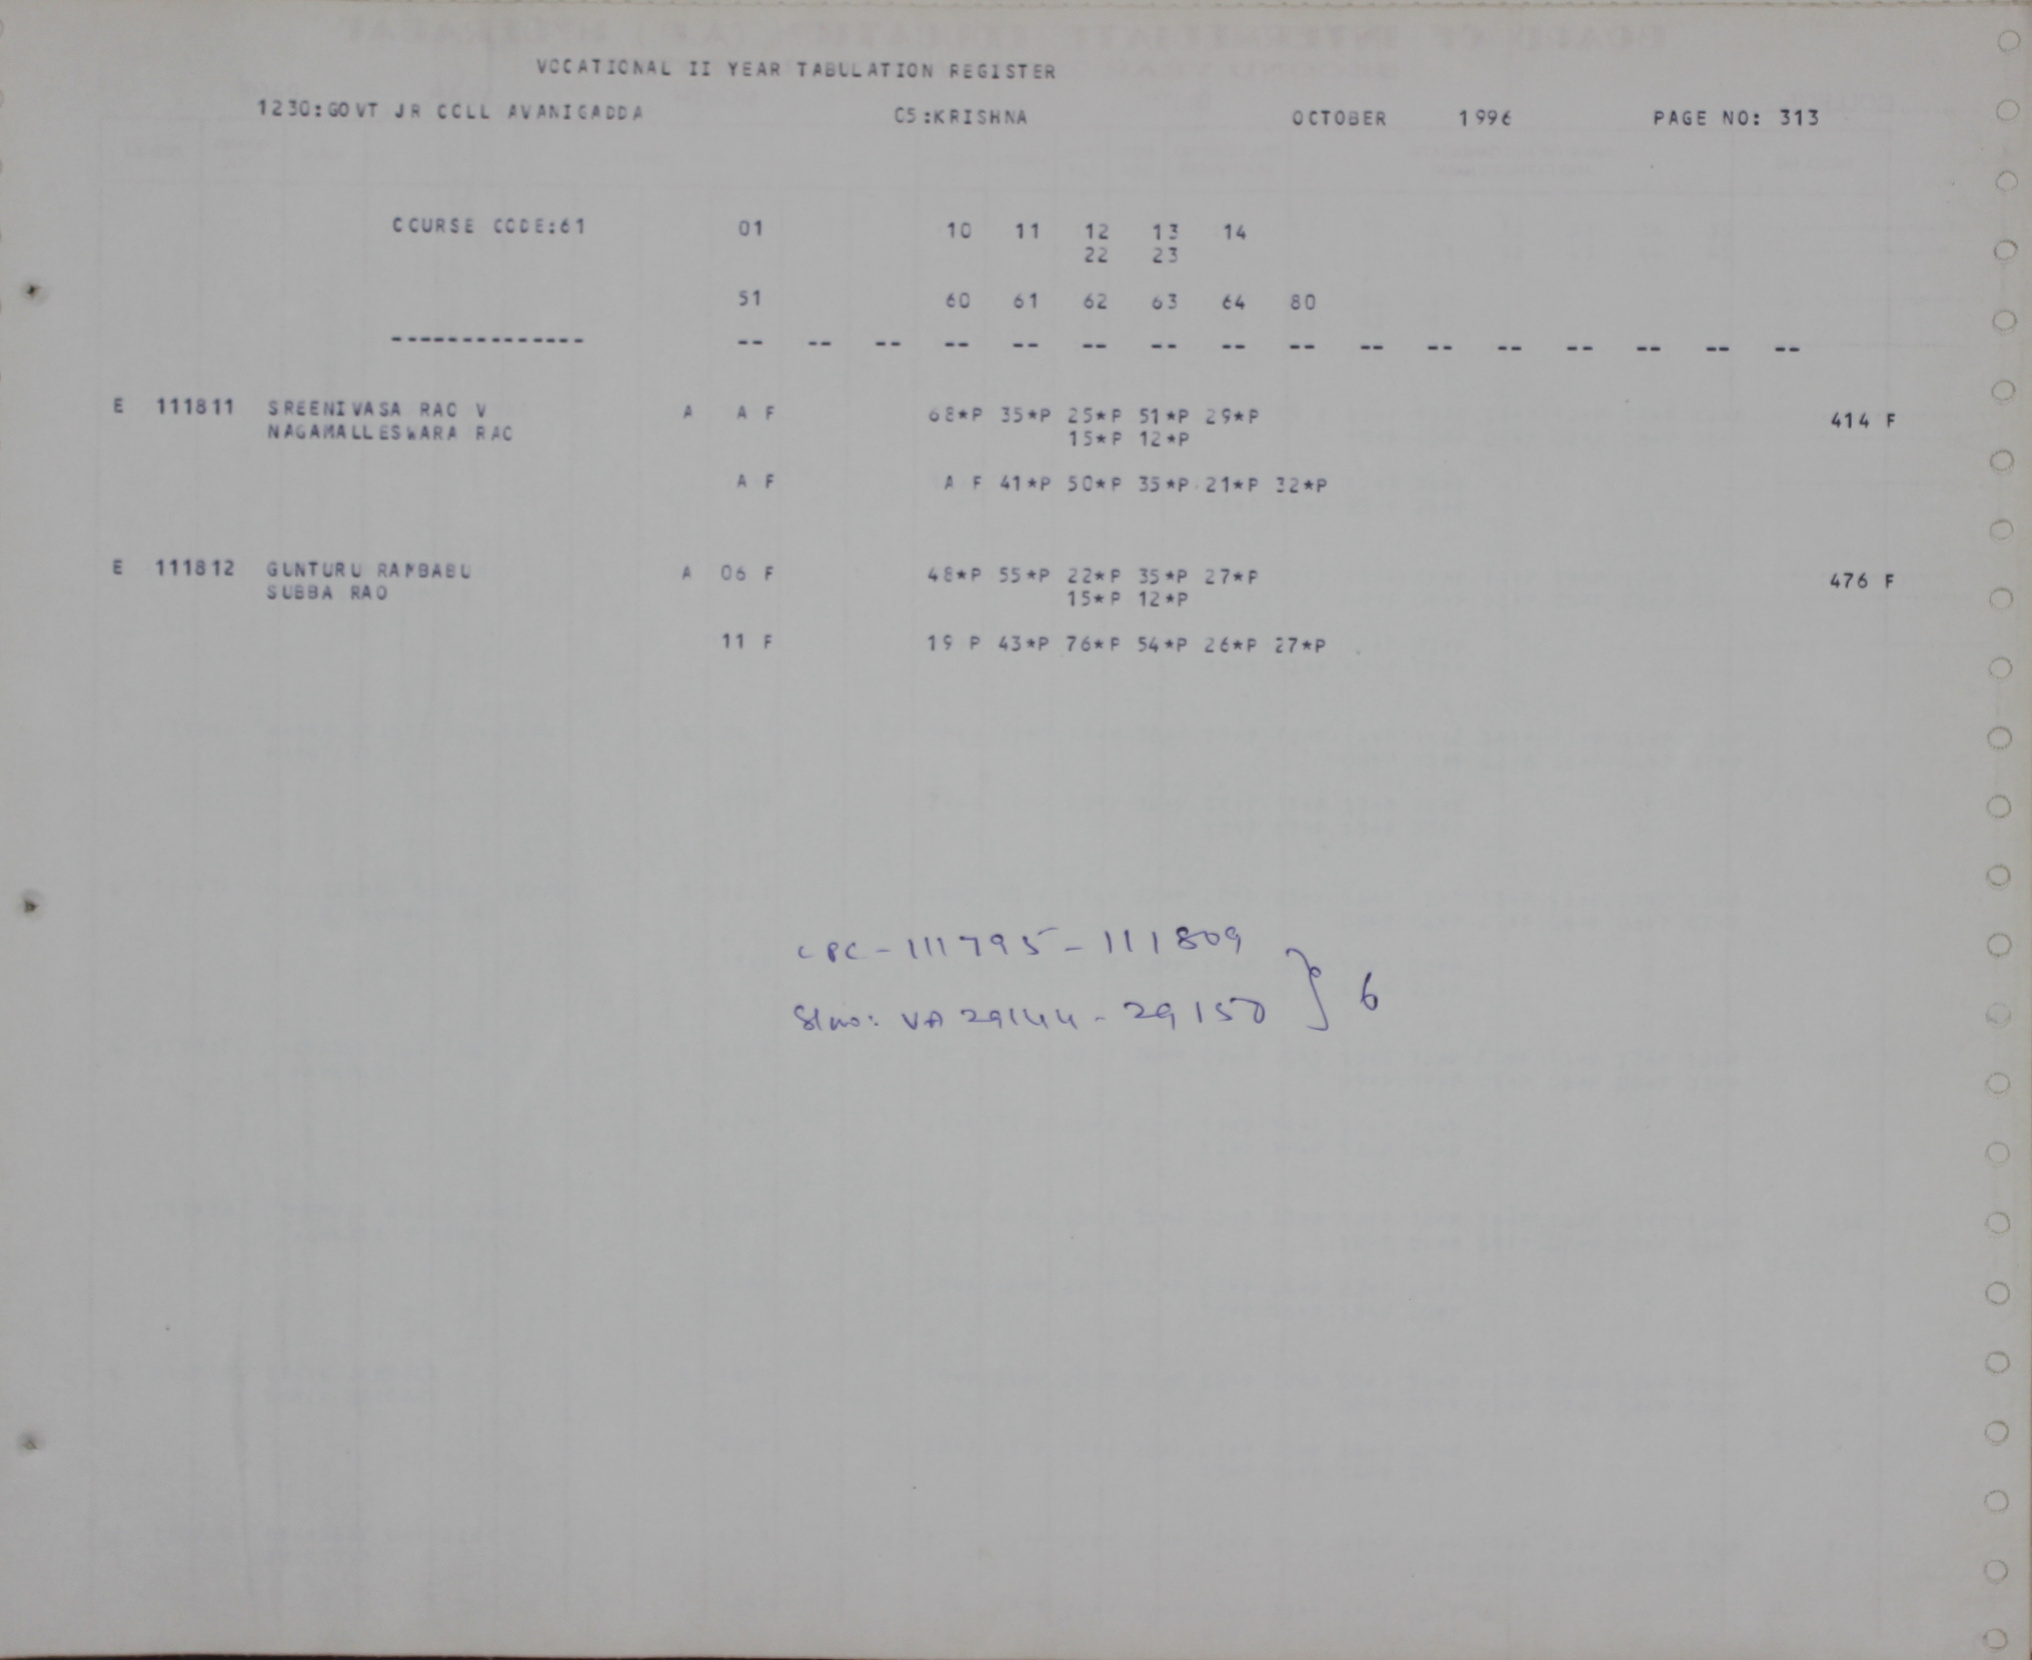 VOCATIONAL II YEAR TABULATION REGISTER
1230:GOVT JR COLL AVANIGADDA C5:KRISHNA OCTOBER 1996 PAGE NO: 313
COURSE CODE:61 01 10 11 12 13 14
22 23
51 60 61 62 63 64 80
-------------- -- -- -- -- -- -- -- -- -- -- -- -- -- -- -- --
E 111811 SREENIVASA RAO V A A F 68*P 35*P 25*P 51*P 29*P 414 F
NAGAMALLESWARA RAO 15*P 12*P
A F A F 41*P 50*P 35*P 21*P 32*P
E 111812 GUNTURU RAMBABU A 06 F 48*P 55*P 22*P 35*P 27*P 476 F
SUBBA RAO 15*P 12*P
11 F 19 P 43*P 76*P 54*P 26*P 27*P
CPC - 111795 - 111809
Slno: VA 29144 - 29150 } 6